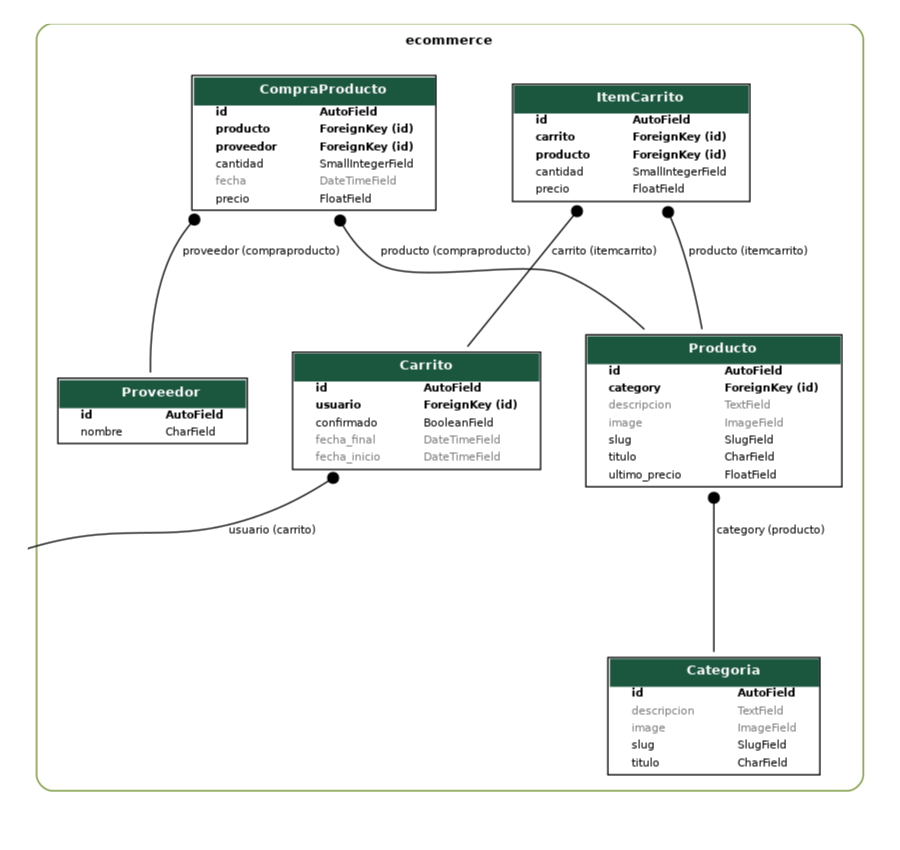 ecommerce
CompraProducto
id AutoField
producto ForeignKey (id)
proveedor ForeignKey (id)
cantidad SmallIntegerField
fecha DateTimeField
precio FloatField
ItemCarrito
id AutoField
carrito ForeignKey (id)
producto ForeignKey (id)
cantidad SmallIntegerField
precio FloatField
proveedor (compraproducto)
producto (compraproducto)
carrito (itemcarrito)
producto (itemcarrito)
Proveedor
id AutoField
nombre CharField
Carrito
id AutoField
usuario ForeignKey (id)
confirmado BooleanField
fecha_final DateTimeField
fecha_inicio DateTimeField
Producto
id AutoField
category ForeignKey (id)
descripcion TextField
image ImageField
slug SlugField
titulo CharField
ultimo_precio FloatField
usuario (carrito)
category (producto)
Categoria
id AutoField
descripcion TextField
image ImageField
slug SlugField
titulo CharField